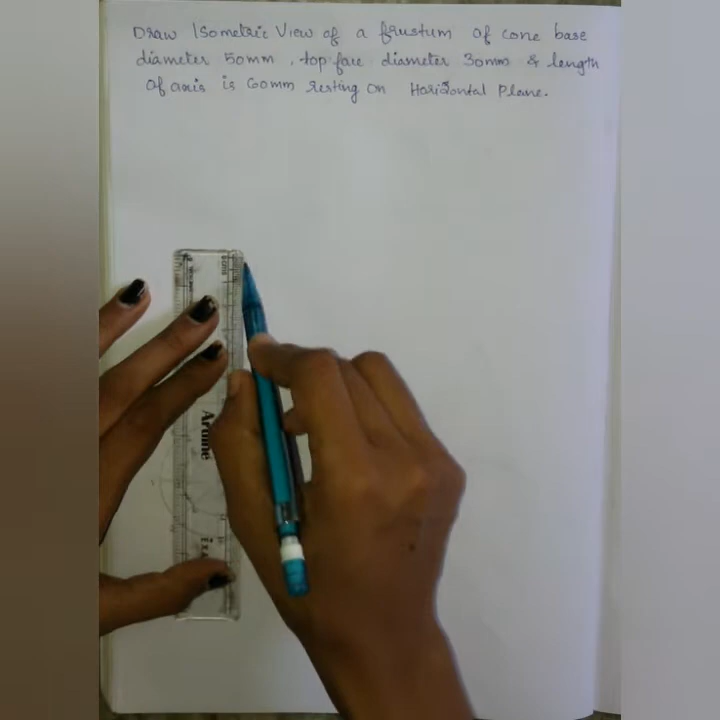 Draw Isometric View of a frustum of cone base
diameter 50mm , top face diameter 30mm & length
of axis is 60mm resting on Horizontal Plane.